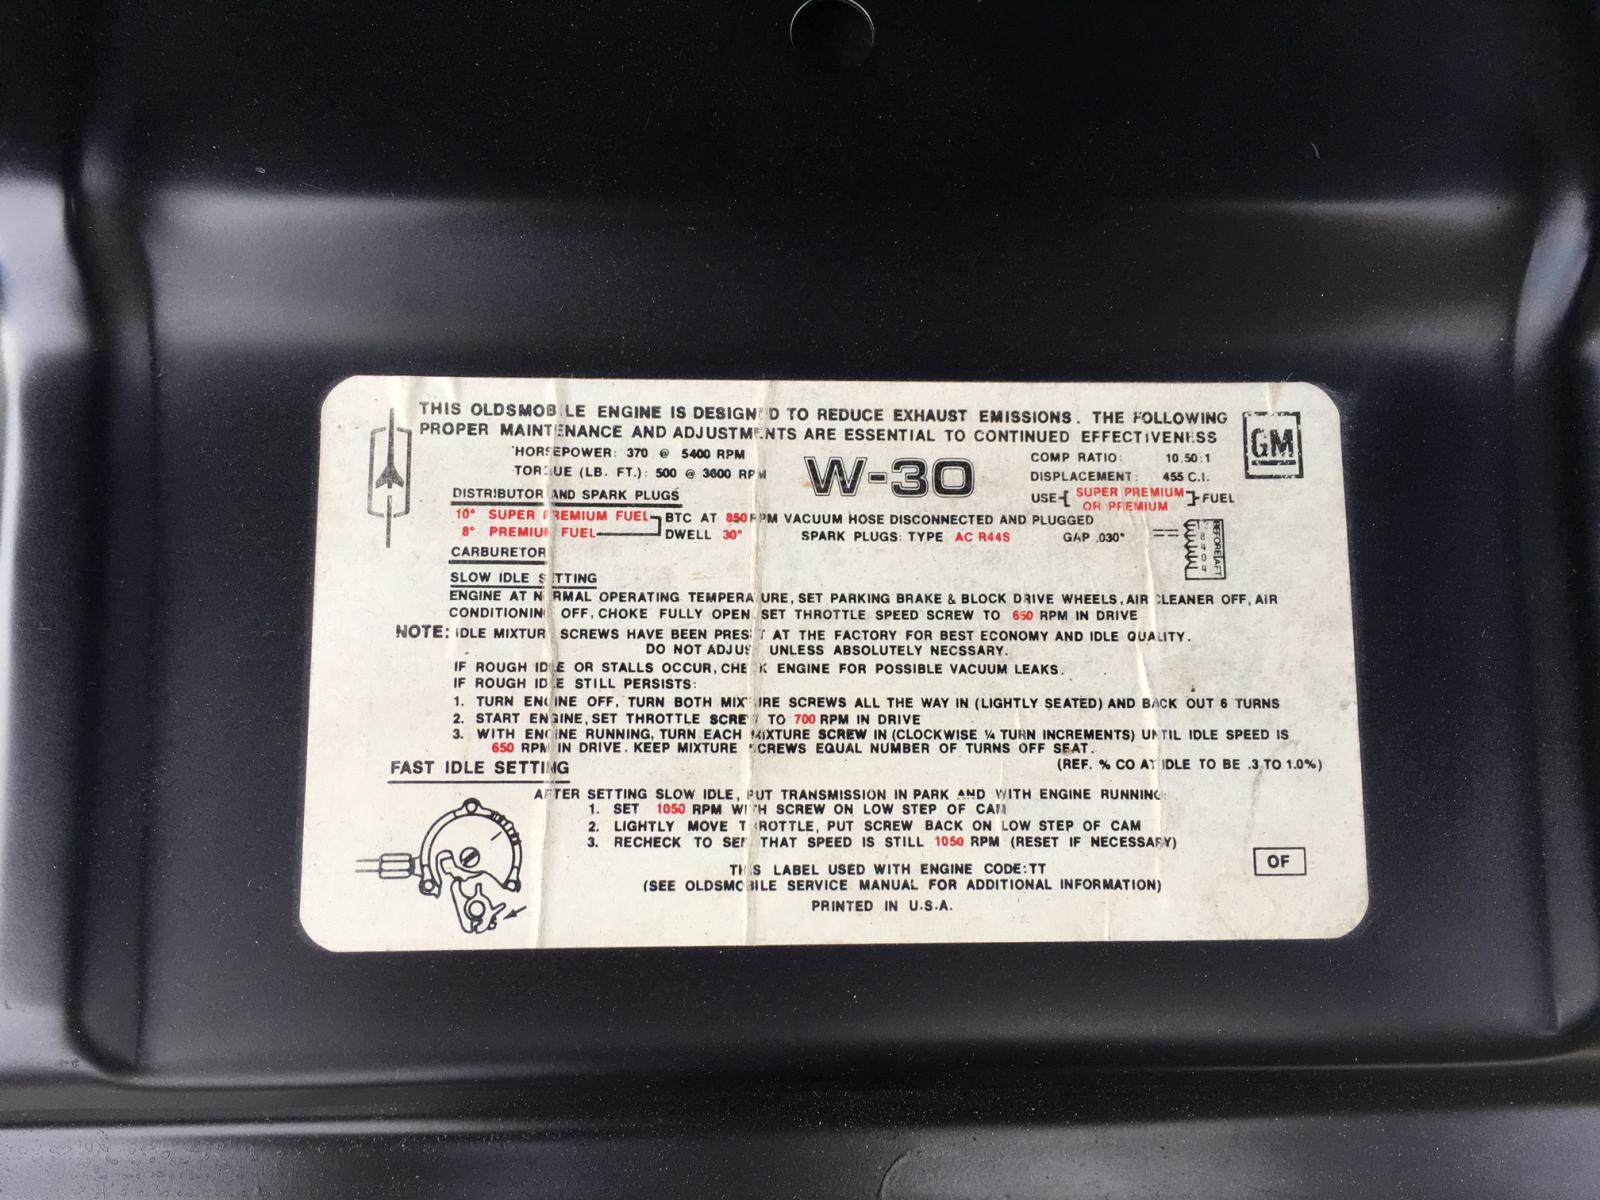 THIS OLDSMOBILE ENGINE IS DESIGNED TO REDUCE EXHAUST EMISSIONS. THE FOLLOWING
PROPER MAINTENANCE AND ADJUSTMENTS ARE ESSENTIAL TO CONTINUED EFFECTIVENESS
GM
HORSEPOWER: 370 @ 5400 RPM
TORQUE (LB. FT.): 500 @ 3600 RPM
W-30
COMP RATIO: 10.50:1
DISPLACEMENT: 455 C.I.
USE { SUPER PREMIUM OR PREMIUM } FUEL
DISTRIBUTOR AND SPARK PLUGS
10° SUPER PREMIUM FUEL
8° PREMIUM FUEL
BTC AT 850 RPM VACUUM HOSE DISCONNECTED AND PLUGGED
DWELL 30° SPARK PLUGS: TYPE AC R44S GAP .030"
BEFORE AFT
8 4 0 4
CARBURETOR
SLOW IDLE SETTING
ENGINE AT NORMAL OPERATING TEMPERATURE, SET PARKING BRAKE & BLOCK DRIVE WHEELS, AIR CLEANER OFF, AIR
CONDITIONING OFF, CHOKE FULLY OPEN SET THROTTLE SPEED SCREW TO 650 RPM IN DRIVE
NOTE: IDLE MIXTURE SCREWS HAVE BEEN PRESET AT THE FACTORY FOR BEST ECONOMY AND IDLE QUALITY.
DO NOT ADJUST UNLESS ABSOLUTELY NECSSARY.
IF ROUGH IDLE OR STALLS OCCUR, CHECK ENGINE FOR POSSIBLE VACUUM LEAKS.
IF ROUGH IDLE STILL PERSISTS:
1. TURN ENGINE OFF, TURN BOTH MIXTURE SCREWS ALL THE WAY IN (LIGHTLY SEATED) AND BACK OUT 6 TURNS
2. START ENGINE, SET THROTTLE SCREW TO 700 RPM IN DRIVE
3. WITH ENGINE RUNNING, TURN EACH MIXTURE SCREW IN (CLOCKWISE ¼ TURN INCREMENTS) UNTIL IDLE SPEED IS
650 RPM IN DRIVE. KEEP MIXTURE SCREWS EQUAL NUMBER OF TURNS OFF SEAT.
(REF. % CO AT IDLE TO BE .3 TO 1.0%)
FAST IDLE SETTING
AFTER SETTING SLOW IDLE, PUT TRANSMISSION IN PARK AND WITH ENGINE RUNNING:
1. SET 1050 RPM WITH SCREW ON LOW STEP OF CAM
2. LIGHTLY MOVE THROTTLE, PUT SCREW BACK ON LOW STEP OF CAM
3. RECHECK TO SEE THAT SPEED IS STILL 1050 RPM (RESET IF NECESSARY)
OF
THIS LABEL USED WITH ENGINE CODE: TT
(SEE OLDSMOBILE SERVICE MANUAL FOR ADDITIONAL INFORMATION)
PRINTED IN U.S.A.